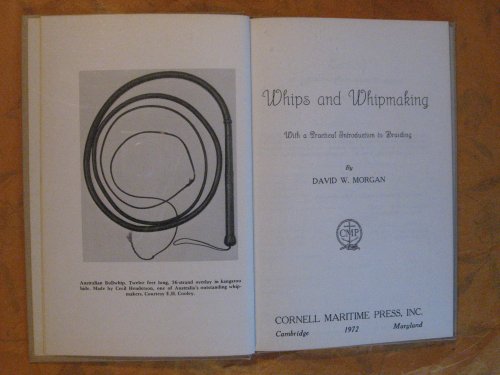 Australian Bullwhip. Twelve feet long, 16-strand overlay in kangaroo
hide. Made by Cecil Henderson, one of Australia's outstanding whip-
makers. Courtesy E.H. Cooley.
Whips and Whipmaking
With a Practical Introduction to Braiding
By
DAVID W. MORGAN
CMP
CORNELL MARITIME PRESS, INC.
Cambridge 1972 Maryland